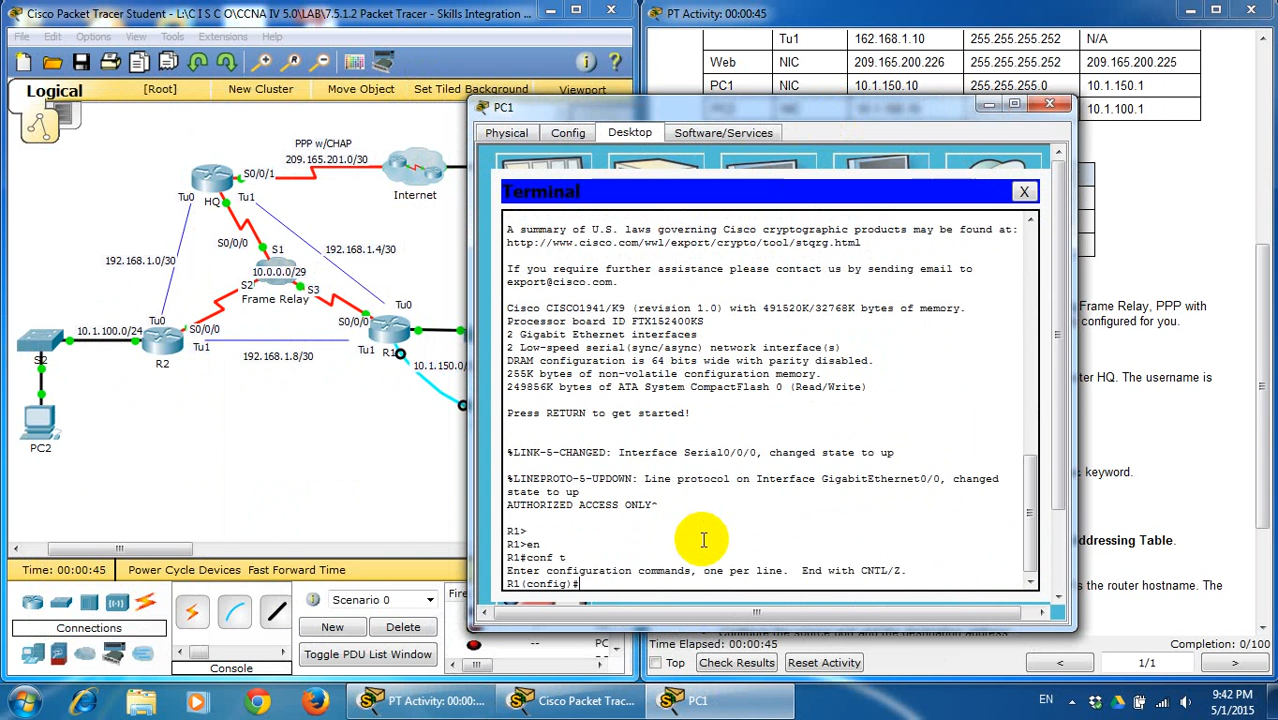 Cisco Packet Tracer Student - L:\C I S C O\CCNA IV 5.0\LAB\7.5.1.2 Packet Tracer - Skills Integration ...
File Edit Options View Tools Extensions Help
Logical
[Root]
New Cluster
Move Object
Set Tiled Background
Viewport
PPP w/CHAP
209.165.201.0/30
S0/0/1
Internet
Tu0
HQ
Tu1
S0/0/0
192.168.1.4/30
S1
192.168.1.0/30
10.0.0.0/29
S2
S3
Frame Relay
Tu0
Tu0
10.1.100.0/24
S0/0/0
S0/0/0
S2
R2
Tu1
192.168.1.8/30
Tu1
R1
10.1.150.0/
PC2
Time: 00:00:45
Power Cycle Devices Fast Forward Time
Connections
Console
Scenario 0
Fire
New
Delete
Toggle PDU List Window
--
PC
PT Activity: 00:00:45
Tu1 162.168.1.10 255.255.255.252 N/A
Web NIC 209.165.200.226 255.255.255.252 209.165.200.225
PC1 NIC 10.1.150.10 255.255.255.0 10.1.150.1
10.1.100.1
PC1
Physical
Config
Desktop
Software/Services
Terminal
X
A summary of U.S. laws governing Cisco cryptographic products may be found at:
http://www.cisco.com/wwl/export/crypto/tool/stqrg.html
If you require further assistance please contact us by sending email to
export@cisco.com.
Cisco CISCO1941/K9 (revision 1.0) with 491520K/32768K bytes of memory.
Processor board ID FTX152400KS
2 Gigabit Ethernet interfaces
2 Low-speed serial(sync/async) network interface(s)
DRAM configuration is 64 bits wide with parity disabled.
255K bytes of non-volatile configuration memory.
249856K bytes of ATA System CompactFlash 0 (Read/Write)
Press RETURN to get started!
%LINK-5-CHANGED: Interface Serial0/0/0, changed state to up
%LINEPROTO-5-UPDOWN: Line protocol on Interface GigabitEthernet0/0, changed
state to up
AUTHORIZED ACCESS ONLY^
R1>
R1>en
R1#conf t
Enter configuration commands, one per line.  End with CNTL/Z.
R1(config)#
Frame Relay, PPP with
configured for you.
ter HQ. The username is
keyword.
ddressing Table.
s the router hostname. The
Time Elapsed: 00:00:45
Completion: 0/100
Top
Check Results
Reset Activity
<
1/1
>
PT Activity: 00:00:...
Cisco Packet Tracer...
PC1
EN
9:42 PM
5/1/2015